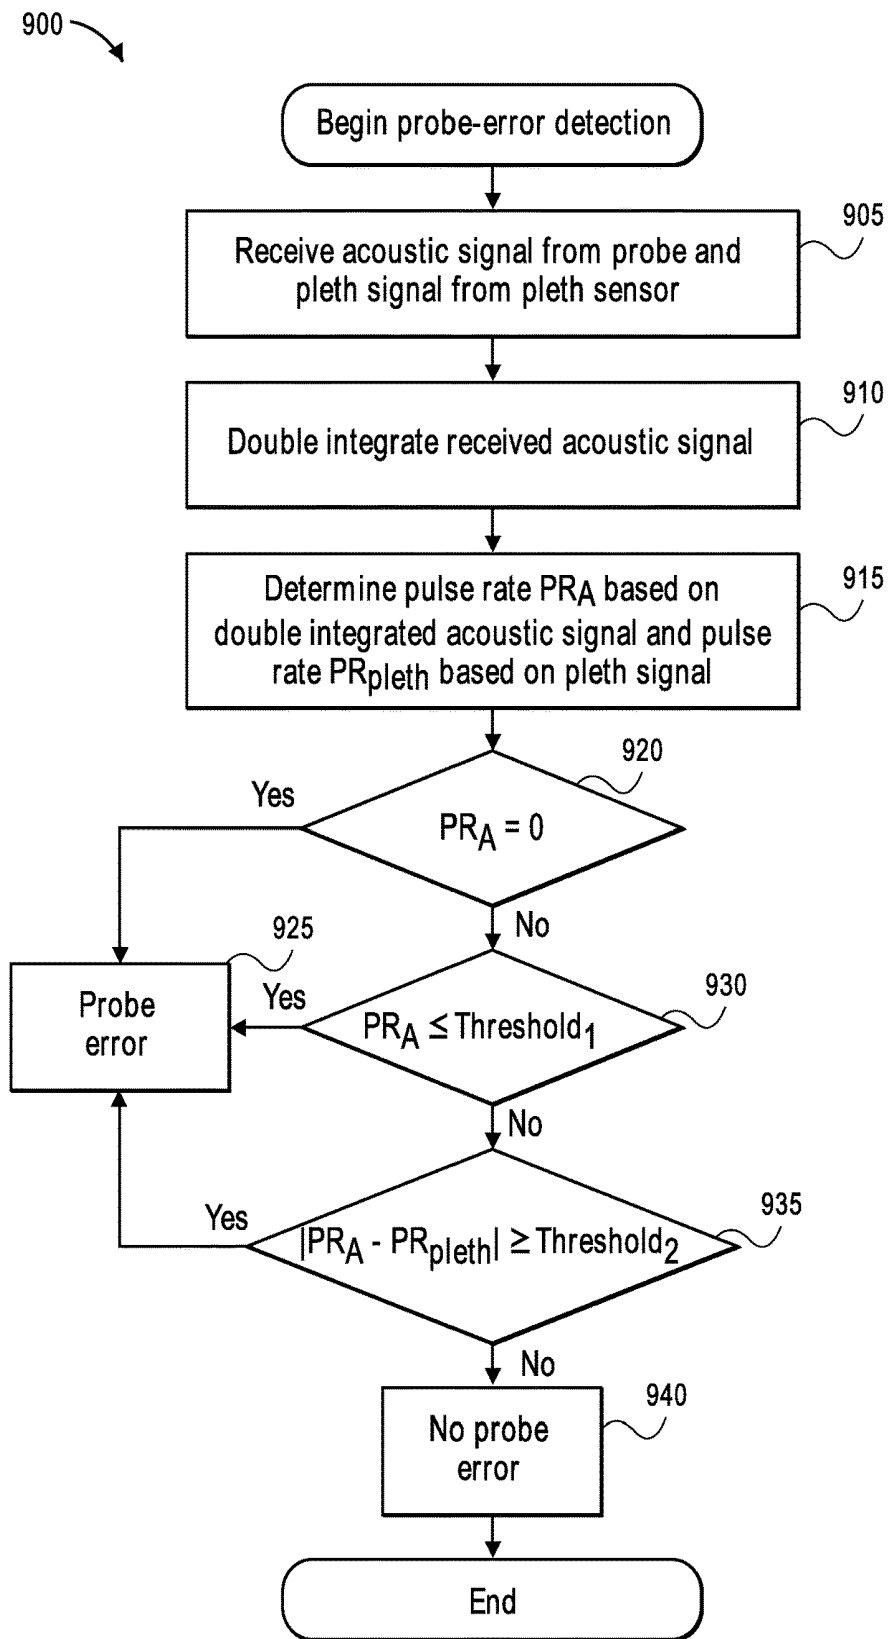 900
Begin probe-error detection
905
Receive acoustic signal from probe and
pleth signal from pleth sensor
910
Double integrate received acoustic signal
915
Determine pulse rate PRA based on
double integrated acoustic signal and pulse
rate PRpleth based on pleth signal
920
Yes
PRA = 0
No
925
Probe
error
930
Yes
PRA ≤ Threshold1
No
935
Yes
|PRA - PRpleth| ≥ Threshold2
No
940
No probe
error
End